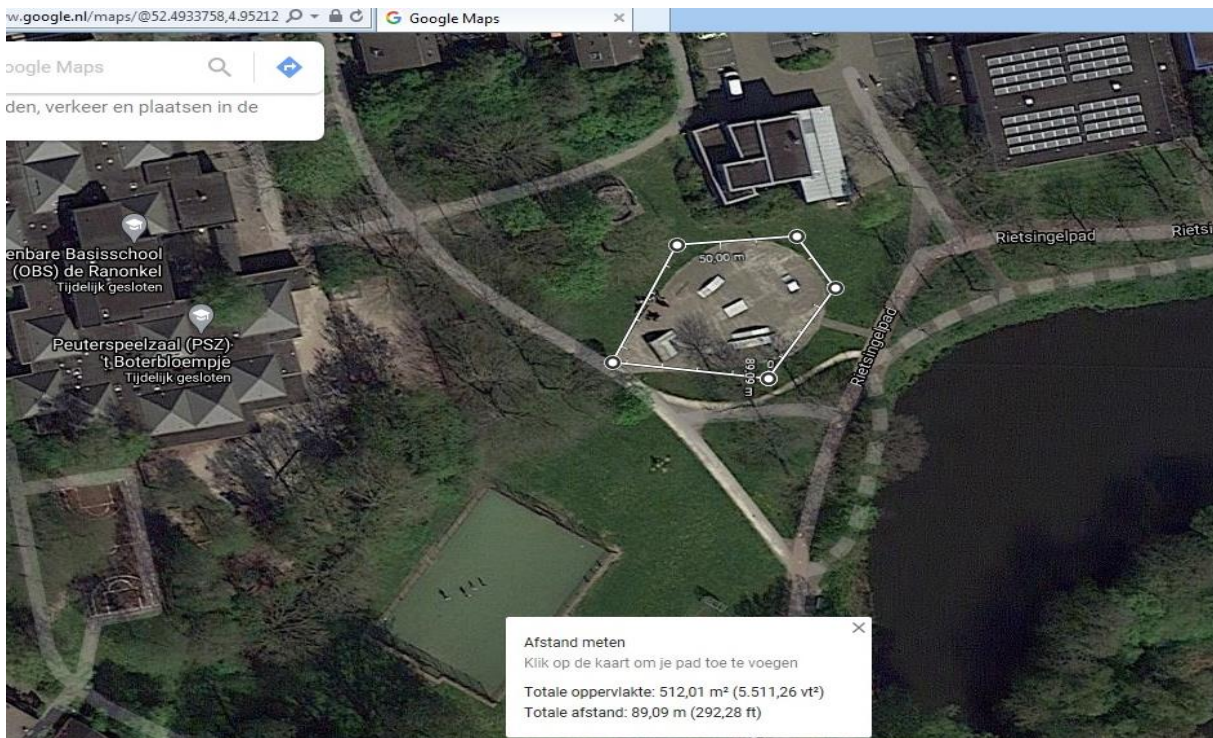 w.google.nl/maps/@52.4933758,4.95212
Google Maps
oogle Maps
den, verkeer en plaatsen in de
enbare Basisschool
(OBS) de Ranonkel
Tijdelijk gesloten
Peuterspeelzaal (PSZ)
't Boterbloempje
Tijdelijk gesloten
50,00 m
89,09 m
Rietsingelpad
Rietsi
Rietsingelpad
Afstand meten
Klik op de kaart om je pad toe te voegen
Totale oppervlakte: 512,01 m² (5.511,26 vt²)
Totale afstand: 89,09 m (292,28 ft)